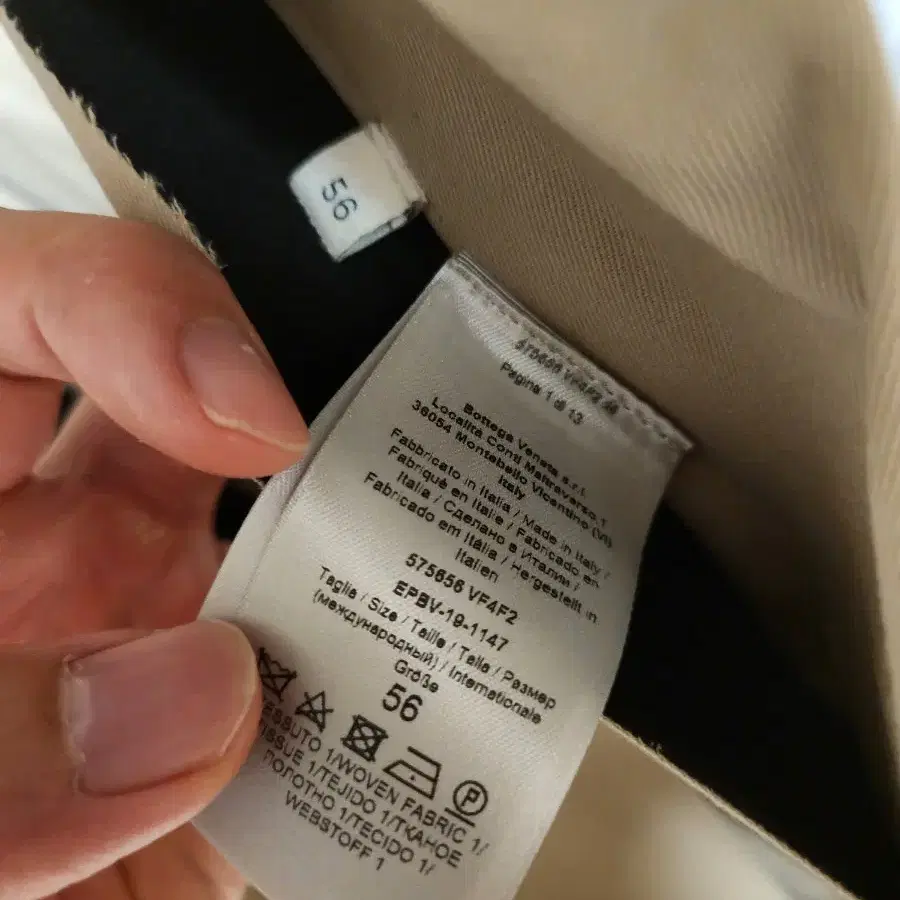 56
575656 VF4F2 56
Pagina 1 di 13
Bottega Veneta s.r.l.
Località Conti Maltraverso,1
36054 Montebello Vicentino (VI)
Italy
Fabbricato in Italia / Made in Italy /
Fabriqué en Italie / Fabricado en
Italia / Сделано в Италии /
Fabricado em Itália / Hergestellt in
Italien
575656 VF4F2
EPBV-19-1147
Taglia / Size / Taille / Talla / Размер
(международный) / Internationale
Größe
56
TESSUTO 1/WOVEN FABRIC 1/
TISSUE 1/TEJIDO 1/ТКАНОЕ
ПОЛОТНО 1/TECIDO 1/
WEBSTOFF 1